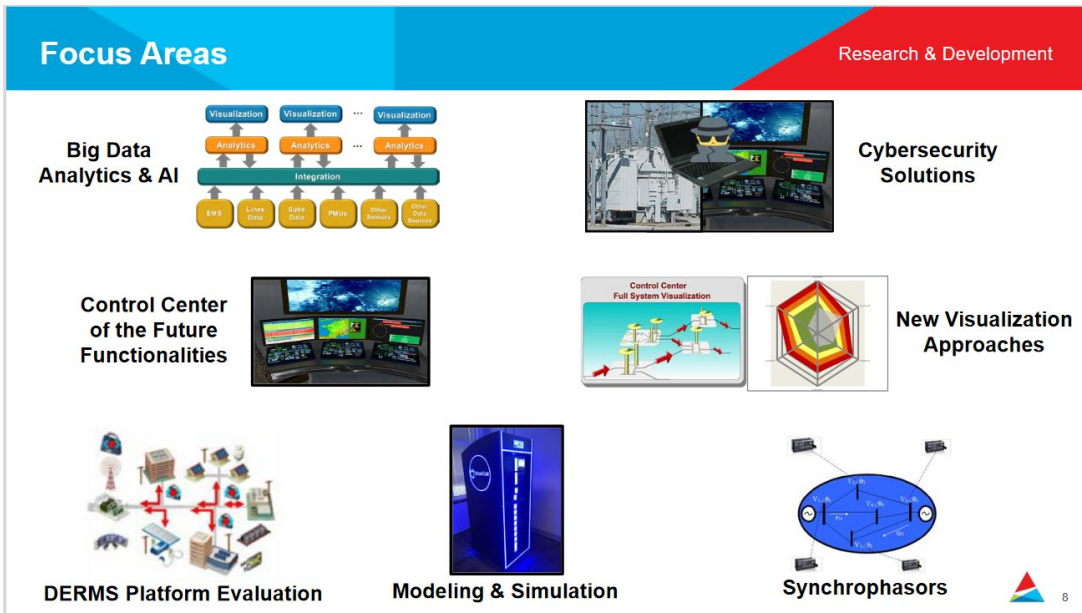 Focus Areas
Research & Development
Big Data
Analytics & AI
Visualization
Visualization
...
Visualization
Analytics
Analytics
...
Analytics
Integration
EMS
Lines
Data
Subs
Data
PMUs
Other
Sensors
Other
Data
Sources
Cybersecurity
Solutions
Control Center
of the Future
Functionalities
Control Center
Full System Visualization
New Visualization
Approaches
DERMS Platform Evaluation
Modeling & Simulation
Synchrophasors
8